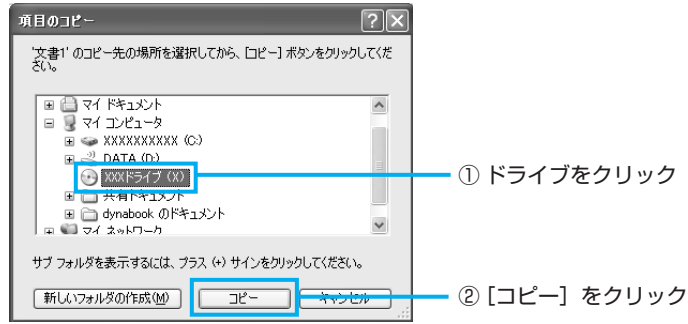 項目のコピー
'文書1' のコピー先の場所を選択してから、[コピー] ボタンをクリックしてくだ
さい。
マイ ドキュメント
マイ コンピュータ
XXXXXXXXXX (C:)
DATA (D:)
XXXドライブ (X)
① ドライブをクリック
共有ドキュメント
dynabook のドキュメント
マイ ネットワーク
サブ フォルダを表示するには、プラス (+) サインをクリックしてください。
新しいフォルダの作成(M)
コピー
キャンセル
② [コピー] をクリック